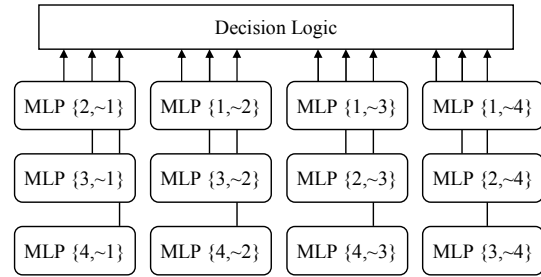 Decision Logic
MLP {2,~1} MLP {1,~2} MLP {1,~3} MLP {1,~4}
MLP {3,~1} MLP {3,~2} MLP {2,~3} MLP {2,~4}
MLP {4,~1} MLP {4,~2} MLP {4,~3} MLP {3,~4}